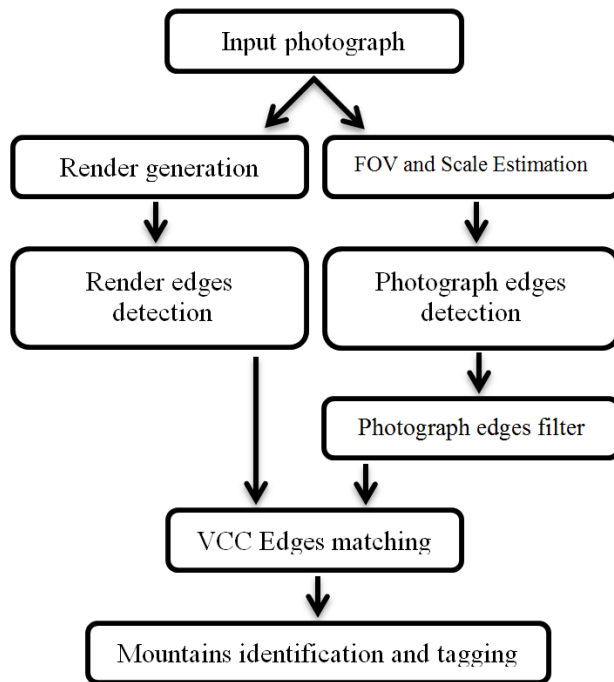 Input photograph
Render generation
FOV and Scale Estimation
Render edges
detection
Photograph edges
detection
Photograph edges filter
VCC Edges matching
Mountains identification and tagging